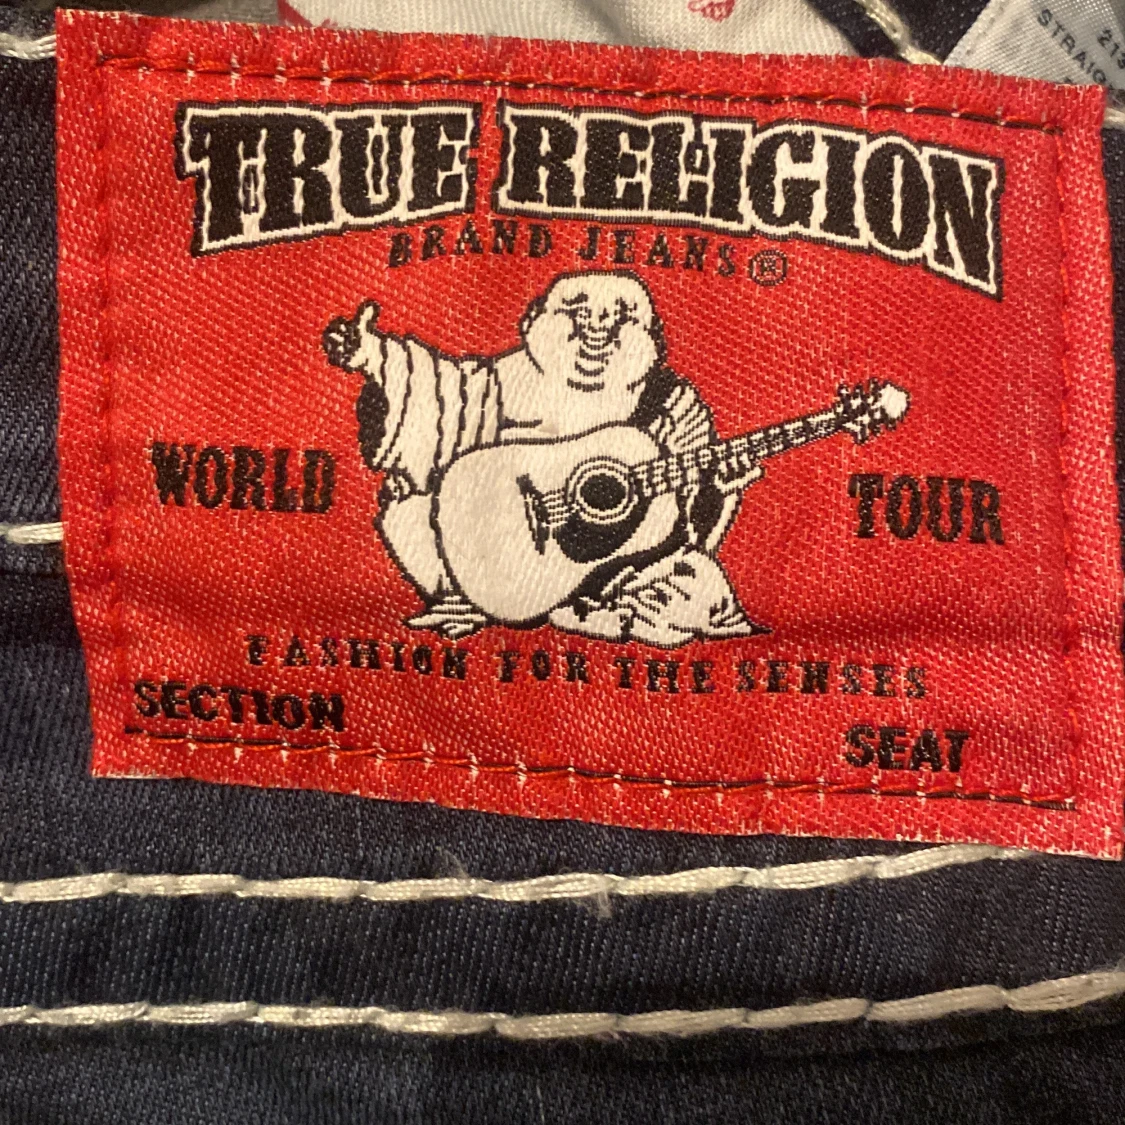 TRUE RELIGION
BRAND JEANS®
WORLD TOUR
FASHION FOR THE SENSES
SECTION SEAT